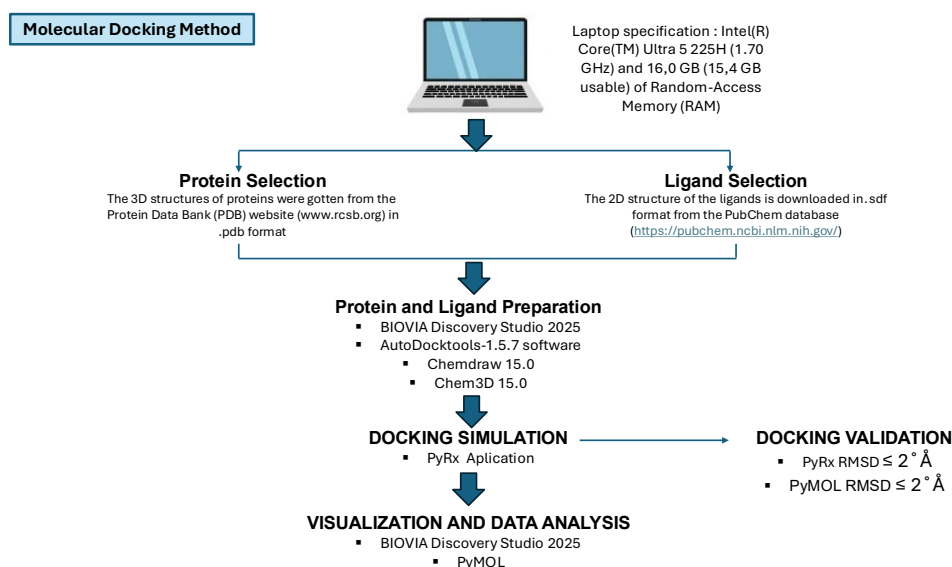 Molecular Docking Method
Laptop specification : Intel(R)
Core(TM) Ultra 5 225H (1.70
GHz) and 16,0 GB (15,4 GB
usable) of Random-Access
Memory (RAM)
Protein Selection
The 3D structures of proteins were gotten from the
Protein Data Bank (PDB) website (www.rcsb.org) in
.pdb format
Ligand Selection
The 2D structure of the ligands is downloaded in .sdf
format from the PubChem database
(https://pubchem.ncbi.nlm.nih.gov/)
Protein and Ligand Preparation
▪ BIOVIA Discovery Studio 2025
▪ AutoDocktools-1.5.7 software
▪ Chemdraw 15.0
▪ Chem3D 15.0
DOCKING SIMULATION
▪ PyRx Aplication
DOCKING VALIDATION
▪ PyRx RMSD ≤ 2˚Å
▪ PyMOL RMSD ≤ 2˚Å
VISUALIZATION AND DATA ANALYSIS
▪ BIOVIA Discovery Studio 2025
▪ PyMOL